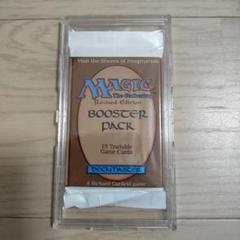 Visit the Shores of Imagination
MAGIC
The Gathering
Revised Edition
BOOSTER
PACK
15 Tradable
Game Cards
DECKMASTER
A Richard Garfield game